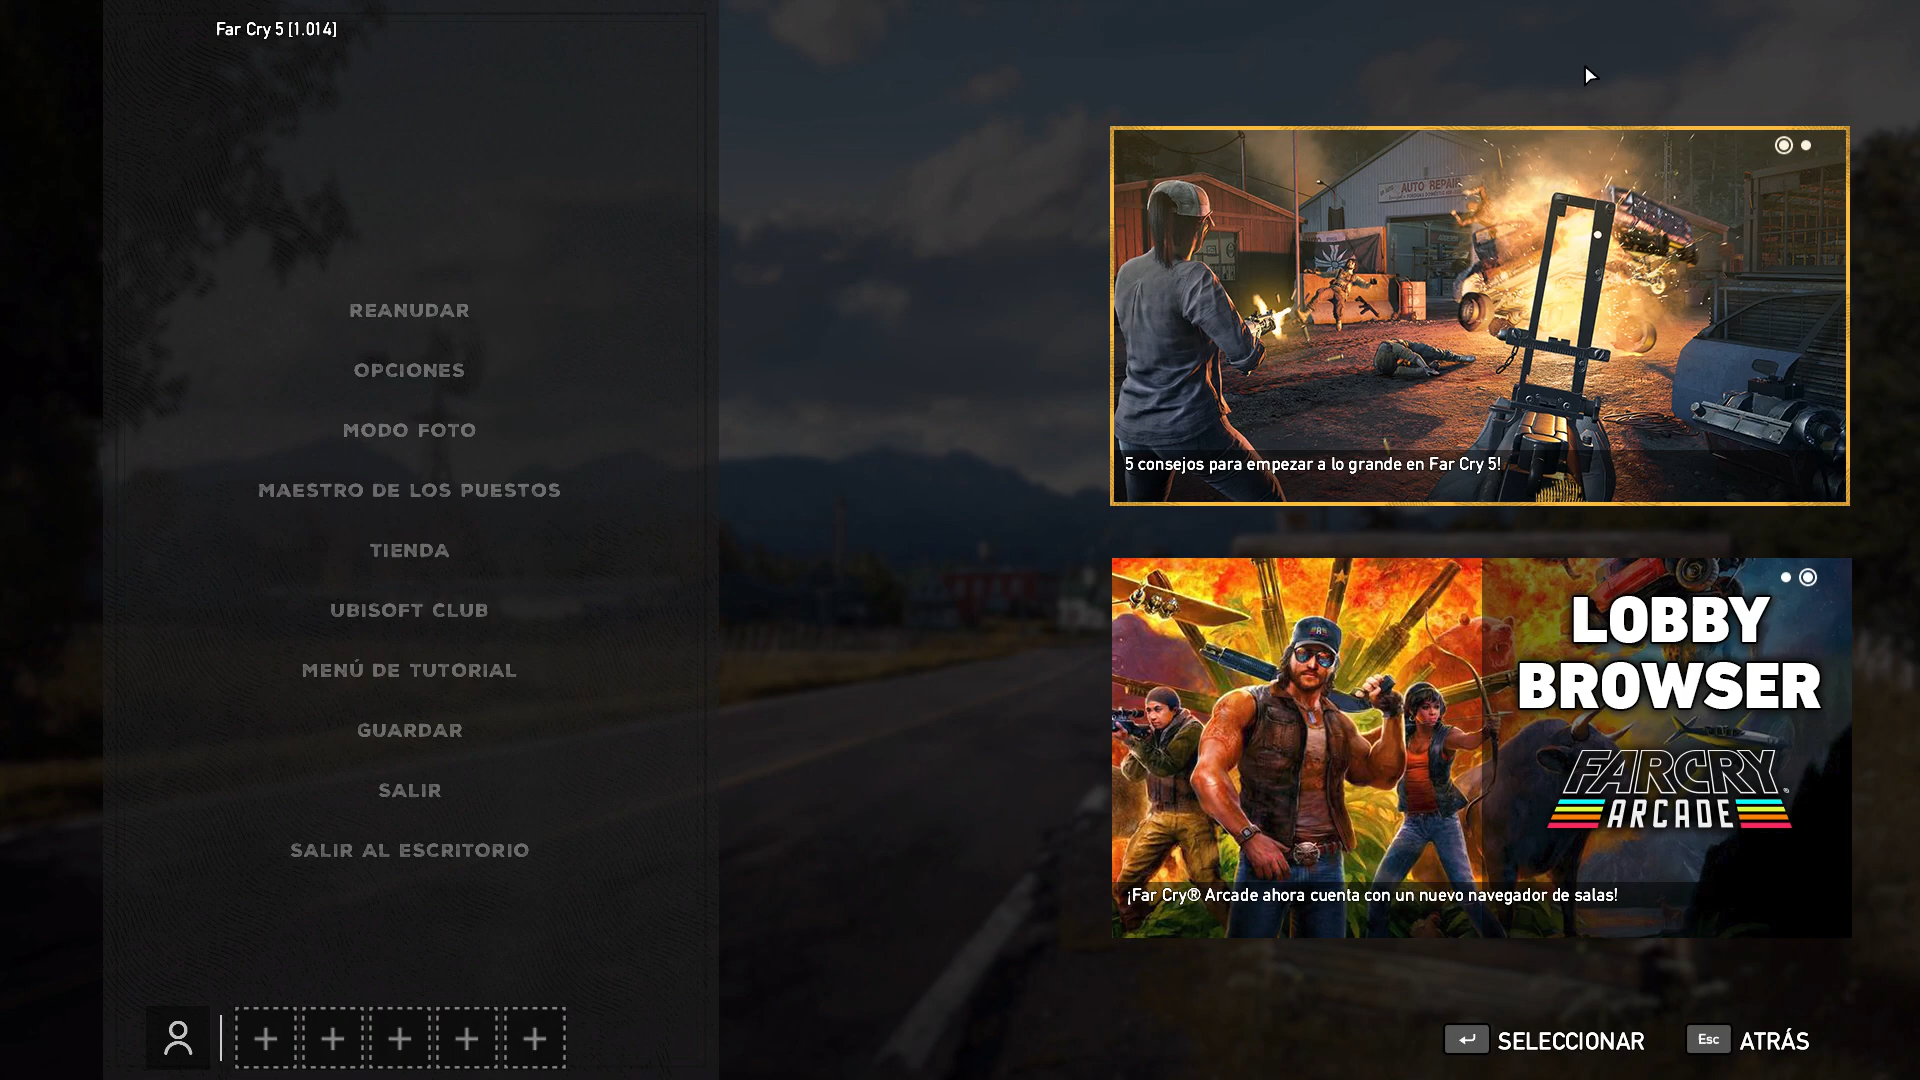 Far Cry 5 [1.014]
REANUDAR
OPCIONES
MODO FOTO
MAESTRO DE LOS PUESTOS
TIENDA
UBISOFT CLUB
MENÚ DE TUTORIAL
GUARDAR
SALIR
SALIR AL ESCRITORIO
AUTO REPAIR
5 consejos para empezar a lo grande en Far Cry 5!
LOBBY
BROWSER
FARCRY
ARCADE
¡Far Cry® Arcade ahora cuenta con un nuevo navegador de salas!
SELECCIONAR
Esc ATRÁS